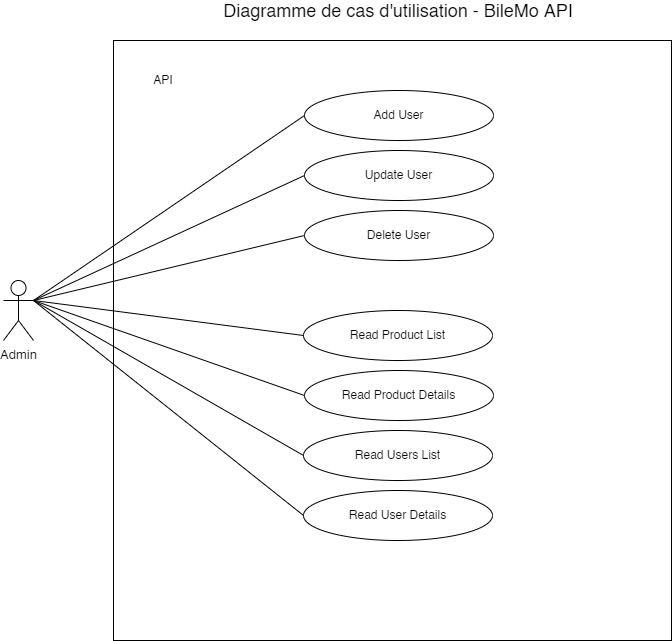 Diagramme de cas d'utilisation - BileMo API
API
Add User
Update User
Delete User
Admin
Read Product List
Read Product Details
Read Users List
Read User Details